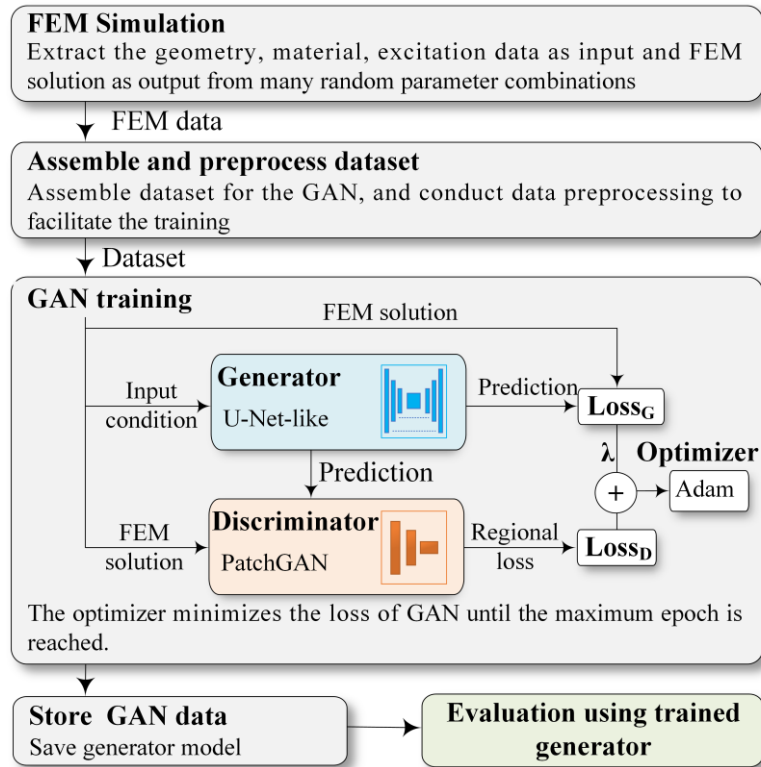 FEM Simulation
Extract the geometry, material, excitation data as input and FEM
solution as output from many random parameter combinations
FEM data
Assemble and preprocess dataset
Assemble dataset for the GAN, and conduct data preprocessing to
facilitate the training
Dataset
GAN training
FEM solution
Input
condition
Generator
U-Net-like
Prediction
Loss_G
Prediction
λ
Optimizer
+
Adam
FEM
solution
Discriminator
PatchGAN
Regional
loss
Loss_D
The optimizer minimizes the loss of GAN until the maximum epoch is
reached.
Store GAN data
Save generator model
Evaluation using trained
generator